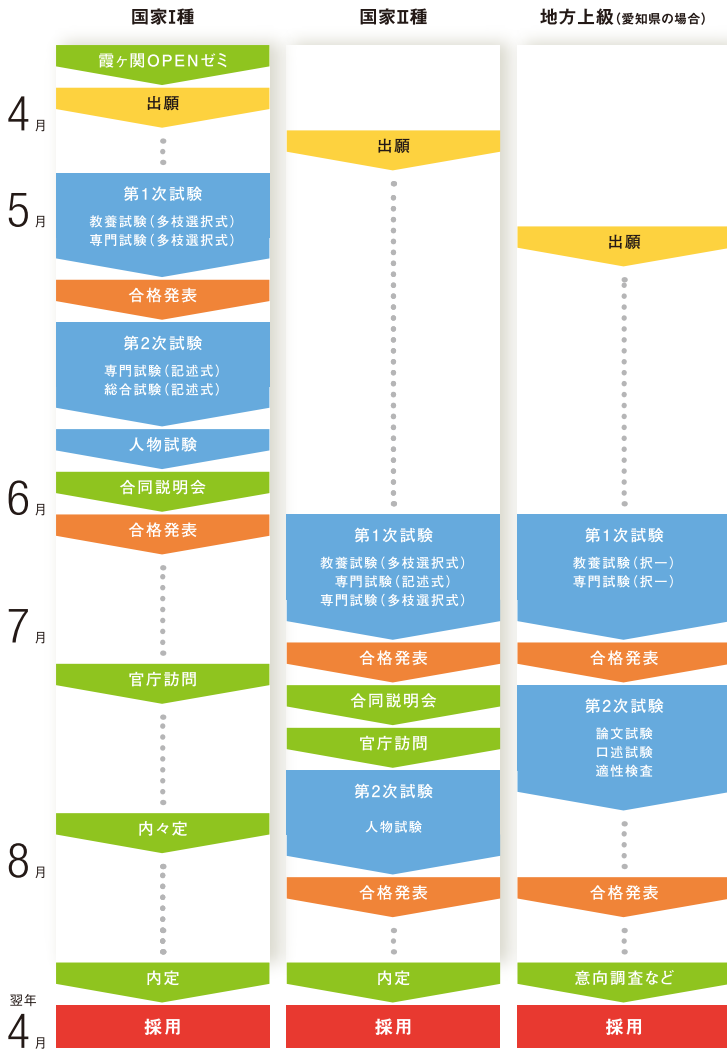 国家Ⅰ種
霞ヶ関OPENゼミ
出願
第1次試験
教養試験(多枝選択式)
専門試験(多枝選択式)
合格発表
第2次試験
専門試験(記述式)
総合試験(記述式)
人物試験
合同説明会
合格発表
官庁訪問
内々定
内定
採用
国家Ⅱ種
出願
第1次試験
教養試験(多枝選択式)
専門試験(記述式)
専門試験(多枝選択式)
合格発表
合同説明会
官庁訪問
第2次試験
人物試験
合格発表
内定
採用
地方上級(愛知県の場合)
出願
第1次試験
教養試験(択一)
専門試験(択一)
合格発表
第2次試験
論文試験
口述試験
適性検査
合格発表
意向調査など
採用
4月
5月
6月
7月
8月
翌年
4月